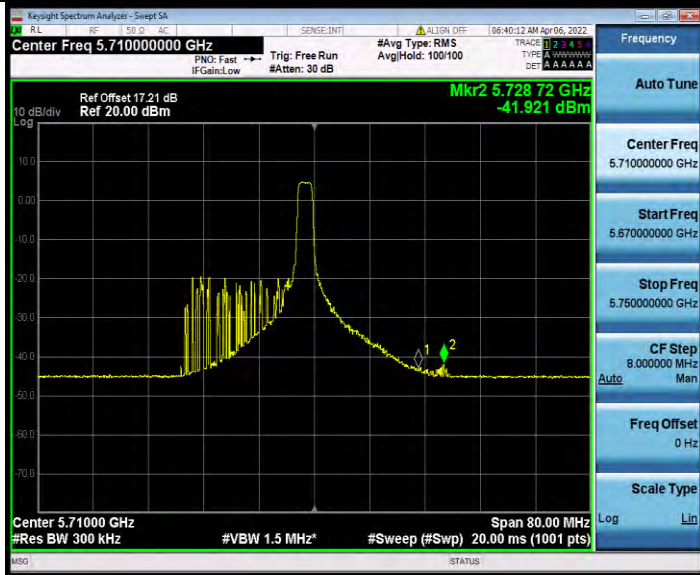 Keysight Spectrum Analyzer - Swept SA
RL RF 50 Ω AC SENSE:INT ALIGN OFF 06:40:12 AM Apr 06, 2022
Center Freq 5.710000000 GHz
PNO: Fast
IFGain:Low
Trig: Free Run
#Atten: 30 dB
#Avg Type: RMS
Avg|Hold: 100/100
TRACE 1 2 3 4 5 6
TYPE A WWWWW
DET A A A A A A
Ref Offset 17.21 dB
Ref 20.00 dBm
10 dB/div
Log
Mkr2 5.728 72 GHz
-41.921 dBm
10.0
0.00
-10.0
-20.0
-30.0
-40.0
-50.0
-60.0
-70.0
1
2
Center 5.71000 GHz
Span 80.00 MHz
#Res BW 300 kHz
#VBW 1.5 MHz*
#Sweep (#Swp) 20.00 ms (1001 pts)
MSG
STATUS
Frequency
Auto Tune
Center Freq
5.710000000 GHz
Start Freq
5.670000000 GHz
Stop Freq
5.750000000 GHz
CF Step
8.000000 MHz
Auto Man
Freq Offset
0 Hz
Scale Type
Log Lin